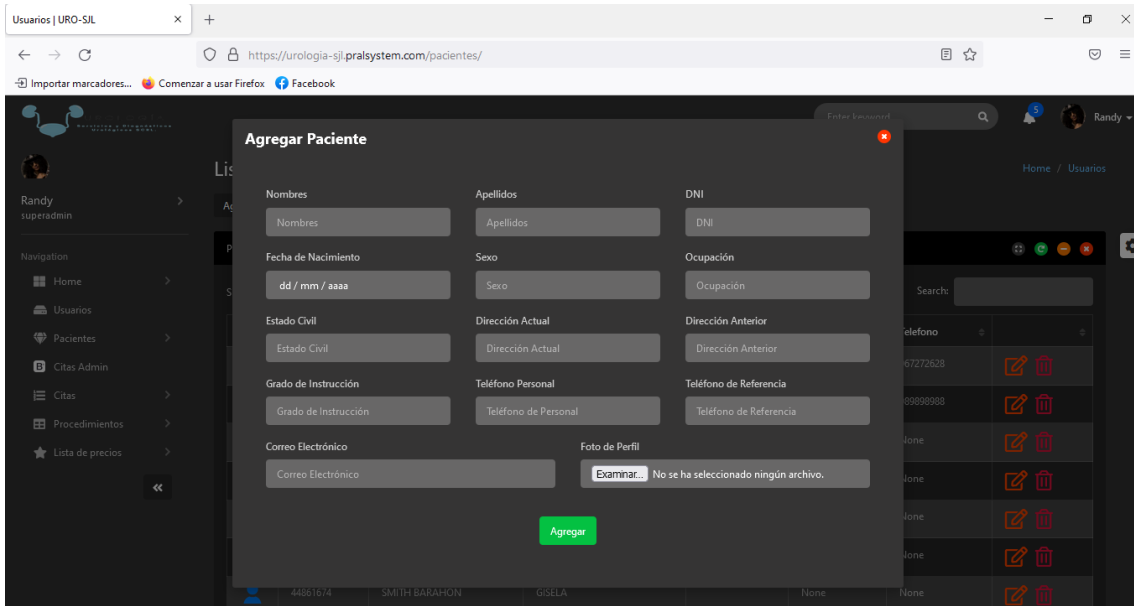 Usuarios | URO-SJL
https://urologia-sjl.pralsystem.com/pacientes/
Importar marcadores... Comenzar a usar Firefox Facebook
Enter keyword
5
Randy
Agregar Paciente
Home / Usuarios
Randy
superadmin
Nombres Apellidos DNI
Nombres Apellidos DNI
Navigation
Fecha de Nacimiento Sexo Ocupación
dd / mm / aaaa Sexo Ocupación
Home
Search:
Usuarios
Estado Civil Dirección Actual Dirección Anterior
Pacientes
Estado Civil Dirección Actual Dirección Anterior
elefono
Citas Admin
67272628
Grado de Instrucción Teléfono Personal Teléfono de Referencia
Citas
Grado de Instrucción Teléfono de Personal Teléfono de Referencia
89898988
Procedimientos
Correo Electrónico Foto de Perfil
None
Lista de precios
Correo Electrónico Examinar... No se ha seleccionado ningún archivo.
None
None
Agregar
None
44861674 SMITH BARAHON GISELA None None